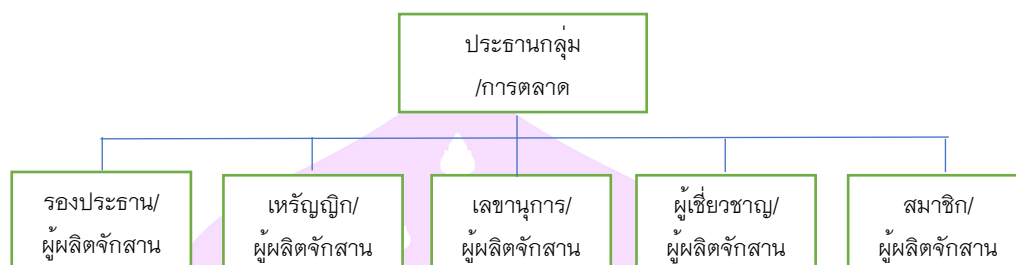 ประธานกลุ่ม
/การตลาด
รองประธาน/
ผู้ผลิตจักสาน
เหรัญญิก/
ผู้ผลิตจักสาน
เลขานุการ/
ผู้ผลิตจักสาน
ผู้เชี่ยวชาญ/
ผู้ผลิตจักสาน
สมาชิก/
ผู้ผลิตจักสาน